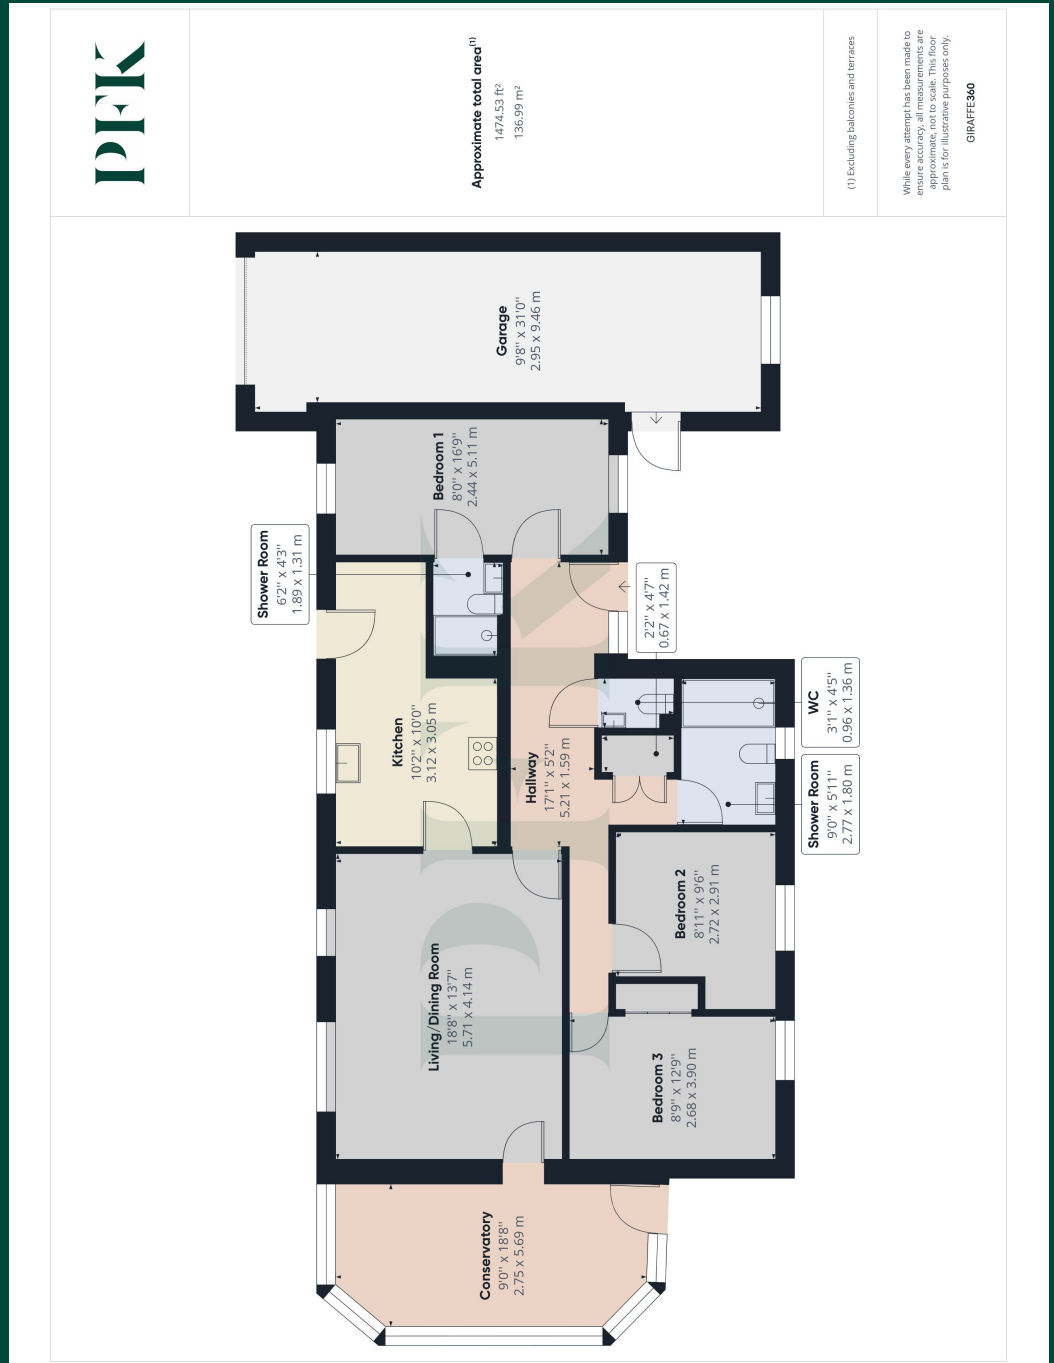 PFK
Approximate total area(1)
1474.53 ft²
136.99 m²
(1) Excluding balconies and terraces
While every attempt has been made to
ensure accuracy, all measurements are
approximate, not to scale. This floor
plan is for illustrative purposes only.
GIRAFFE360
Garage
9'8" x 31'0"
2.95 x 9.46 m
Bedroom 1
8'0" x 16'9"
2.44 x 5.11 m
Shower Room
6'2" x 4'3"
1.89 x 1.31 m
2'2" x 4'7"
0.67 x 1.42 m
WC
3'1" x 4'5"
0.96 x 1.36 m
Kitchen
10'2" x 10'0"
3.12 x 3.05 m
Hallway
17'1" x 5'2"
5.21 x 1.59 m
Shower Room
9'0" x 5'11"
2.77 x 1.80 m
Bedroom 2
8'11" x 9'6"
2.72 x 2.91 m
Living/Dining Room
18'8" x 13'7"
5.71 x 4.14 m
Bedroom 3
8'9" x 12'9"
2.68 x 3.90 m
Conservatory
9'0" x 18'8"
2.75 x 5.69 m
PFK